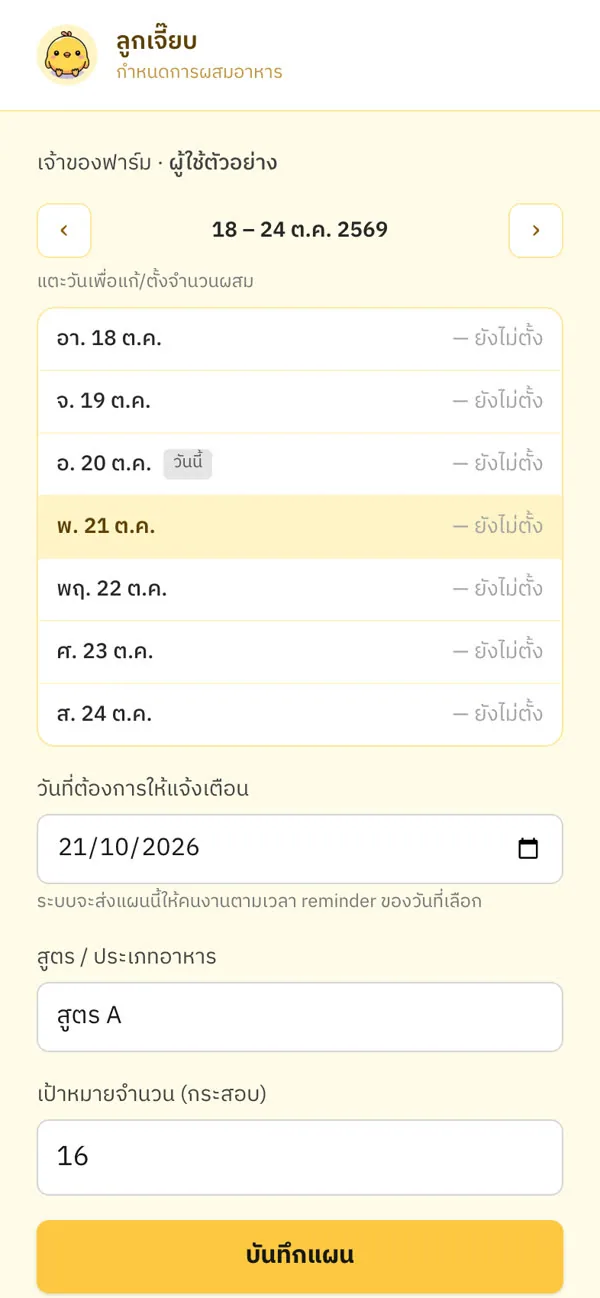 ลูกเจี๊ยบ
กำหนดการผสมอาหาร
เจ้าของฟาร์ม · ผู้ใช้ตัวอย่าง
‹ 18 – 24 ต.ค. 2569 ›
แตะวันเพื่อแก้/ตั้งจำนวนผสม
อา. 18 ต.ค. — ยังไม่ตั้ง
จ. 19 ต.ค. — ยังไม่ตั้ง
อ. 20 ต.ค. วันนี้ — ยังไม่ตั้ง
พ. 21 ต.ค. — ยังไม่ตั้ง
พฤ. 22 ต.ค. — ยังไม่ตั้ง
ศ. 23 ต.ค. — ยังไม่ตั้ง
ส. 24 ต.ค. — ยังไม่ตั้ง
วันที่ต้องการให้แจ้งเตือน
21/10/2026
ระบบจะส่งแผนนี้ให้คนงานตามเวลา reminder ของวันที่เลือก
สูตร / ประเภทอาหาร
สูตร A
เป้าหมายจำนวน (กระสอบ)
16
บันทึกแผน